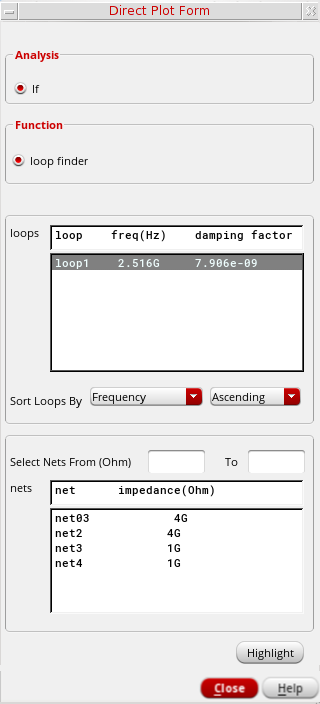 Direct Plot Form
Analysis
lf
Function
loop finder
loops
loop freq(Hz) damping factor
loop1 2.516G 7.906e-09
Sort Loops By Frequency Ascending
Select Nets From (Ohm) To
nets
net impedance(Ohm)
net03 4G
net2 4G
net3 1G
net4 1G
Highlight
Close Help